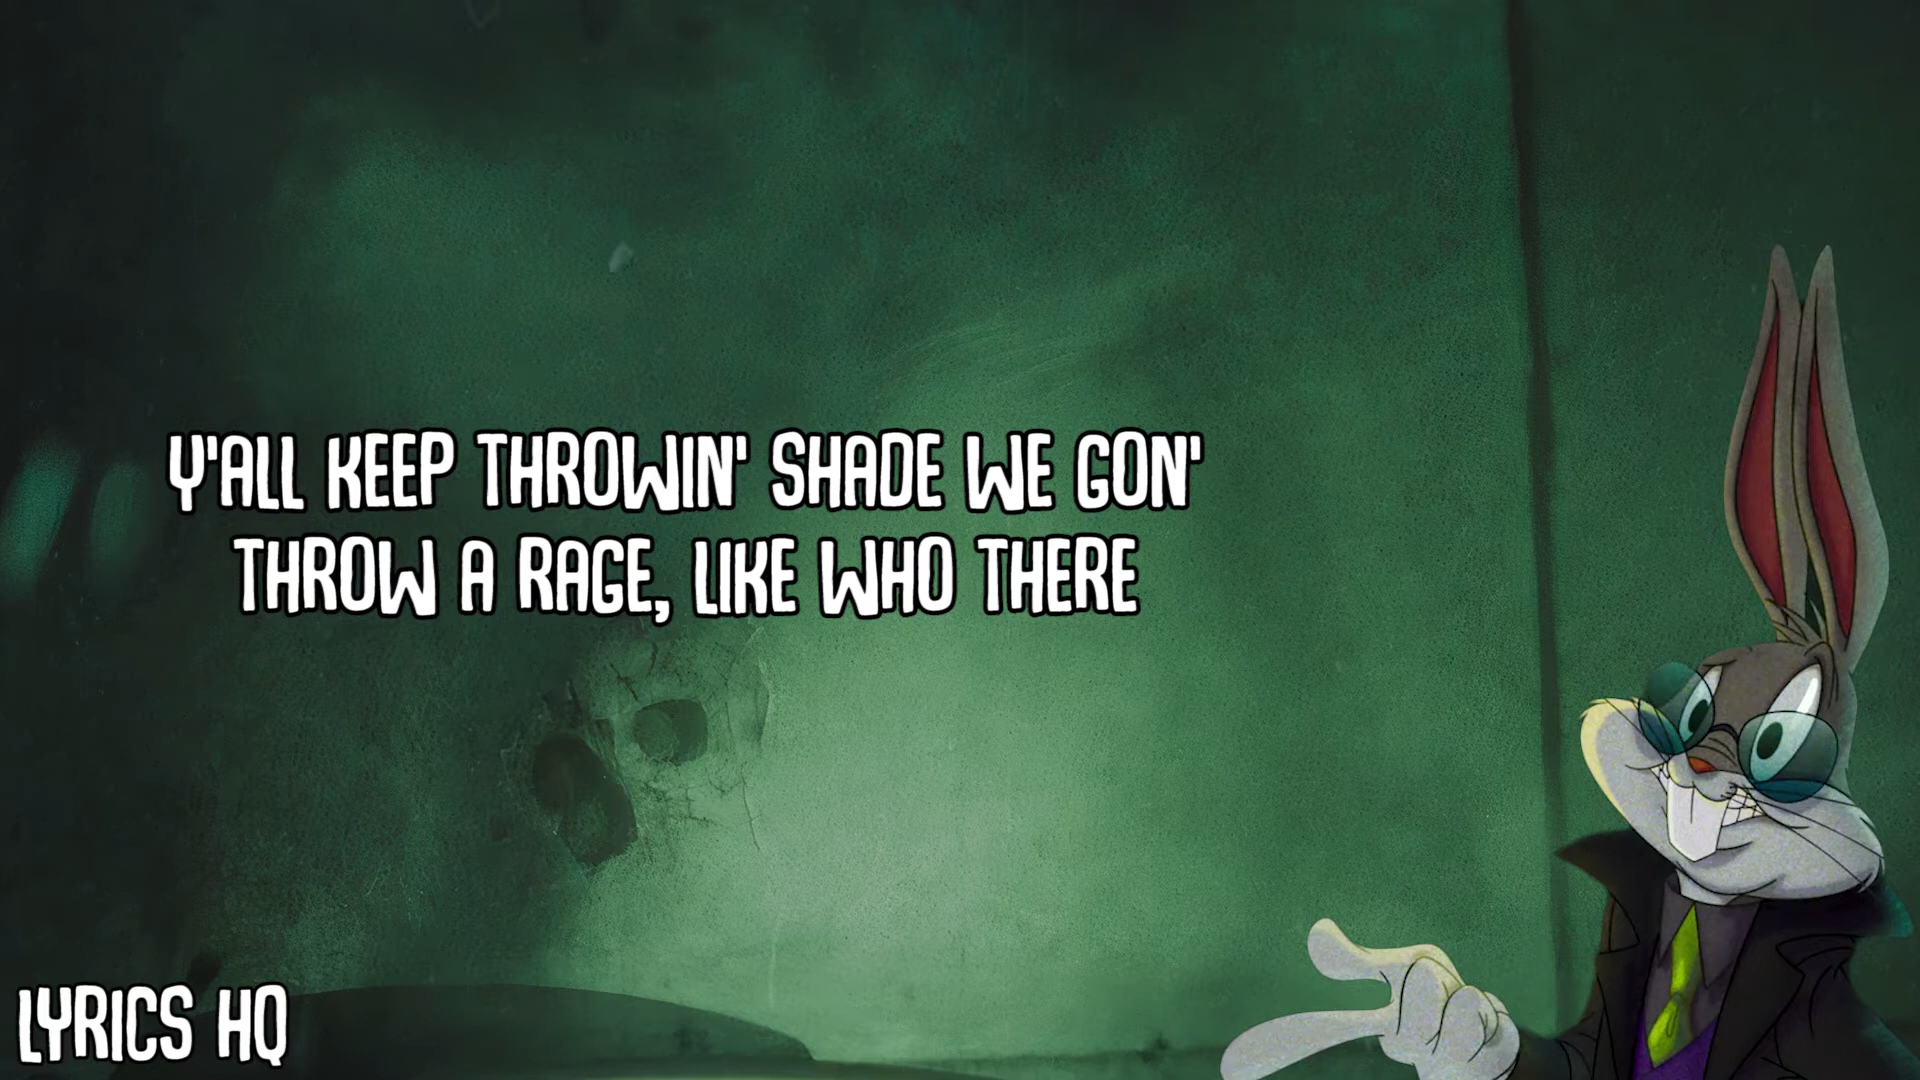 Y'ALL KEEP THROWIN' SHADE WE GON'
THROW A RAGE, LIKE WHO THERE
LYRICS HQ